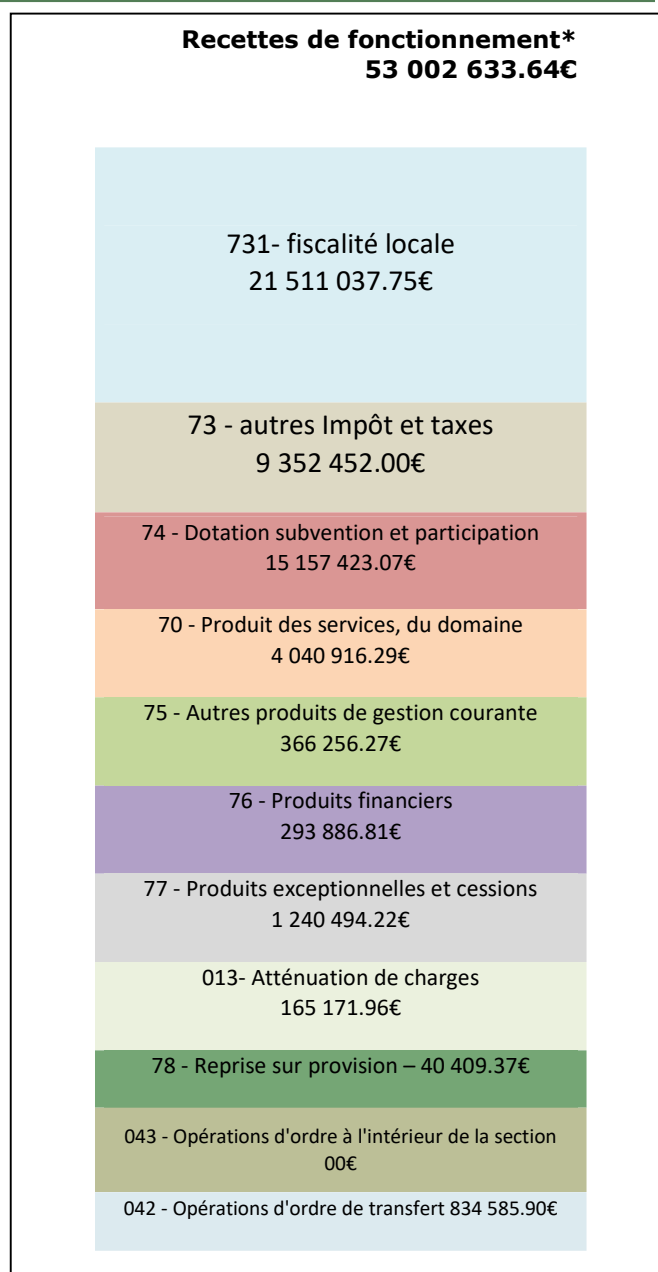 Recettes de fonctionnement*
53 002 633.64€
731- fiscalité locale
21 511 037.75€
73 - autres Impôt et taxes
9 352 452.00€
74 - Dotation subvention et participation
15 157 423.07€
70 - Produit des services, du domaine
4 040 916.29€
75 - Autres produits de gestion courante
366 256.27€
76 - Produits financiers
293 886.81€
77 - Produits exceptionnelles et cessions
1 240 494.22€
013- Atténuation de charges
165 171.96€
78 - Reprise sur provision – 40 409.37€
043 - Opérations d'ordre à l'intérieur de la section
00€
042 - Opérations d'ordre de transfert 834 585.90€